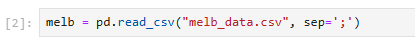 [2]: melb = pd.read_csv("melb_data.csv", sep=';')